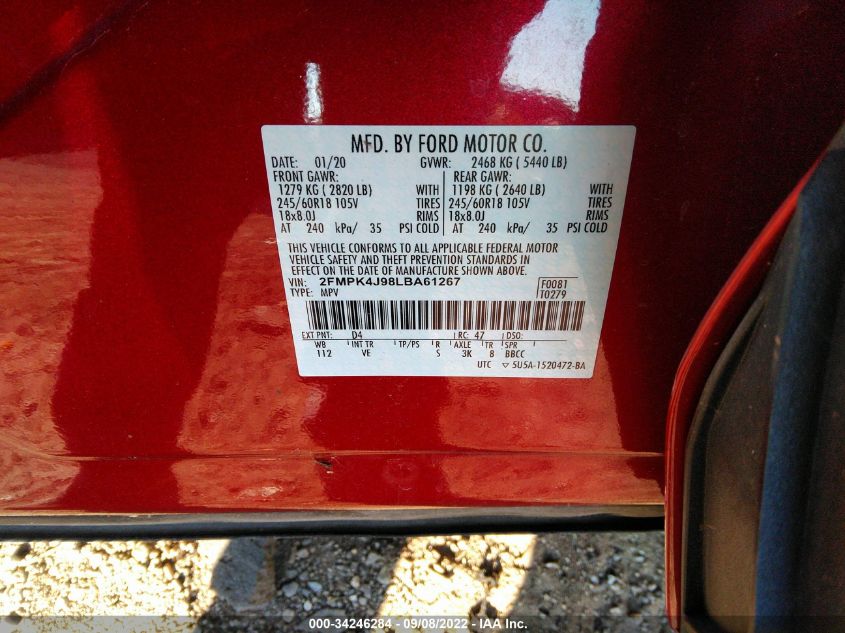 MFD. BY FORD MOTOR CO.
DATE: 01/20 GVWR: 2468 KG ( 5440 LB)
FRONT GAWR: REAR GAWR:
1279 KG ( 2820 LB) WITH 1198 KG ( 2640 LB) WITH
245/60R18 105V TIRES 245/60R18 105V TIRES
18x8.0J RIMS 18x8.0J RIMS
AT 240 kPa/ 35 PSI COLD AT 240 kPa/ 35 PSI COLD
THIS VEHICLE CONFORMS TO ALL APPLICABLE FEDERAL MOTOR
VEHICLE SAFETY AND THEFT PREVENTION STANDARDS IN
EFFECT ON THE DATE OF MANUFACTURE SHOWN ABOVE.
VIN: 2FMPK4J98LBA61267 F0081
TYPE: MPV T0279
EXT PNT: D4 RC: 47 DSO:
WB INT TR TP/PS R AXLE TR SPR
112 VE S 3K 8 BBCC
UTC ▽ 5U5A-1520472-BA
000-34246284 - 09/08/2022 - IAA Inc.